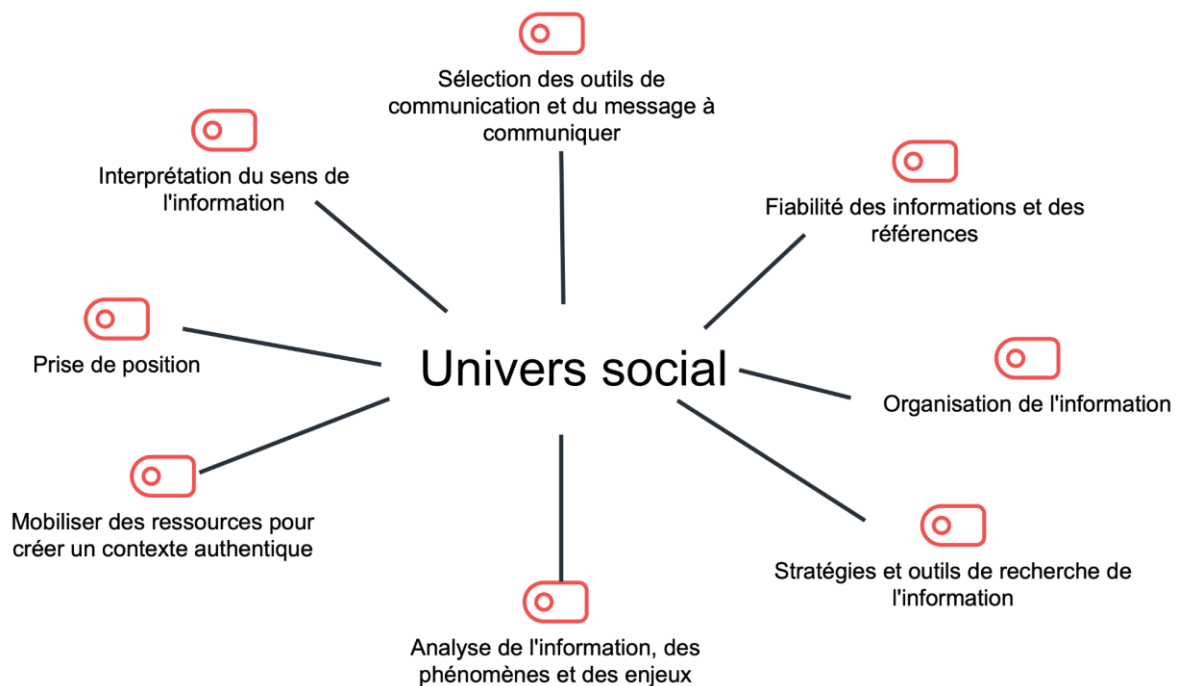 Sélection des outils de
communication et du message à
communiquer
Interprétation du sens de
l'information
Fiabilité des informations et des
références
Prise de position
Univers social
Organisation de l'information
Mobiliser des ressources pour
créer un contexte authentique
Stratégies et outils de recherche de
l'information
Analyse de l'information, des
phénomènes et des enjeux